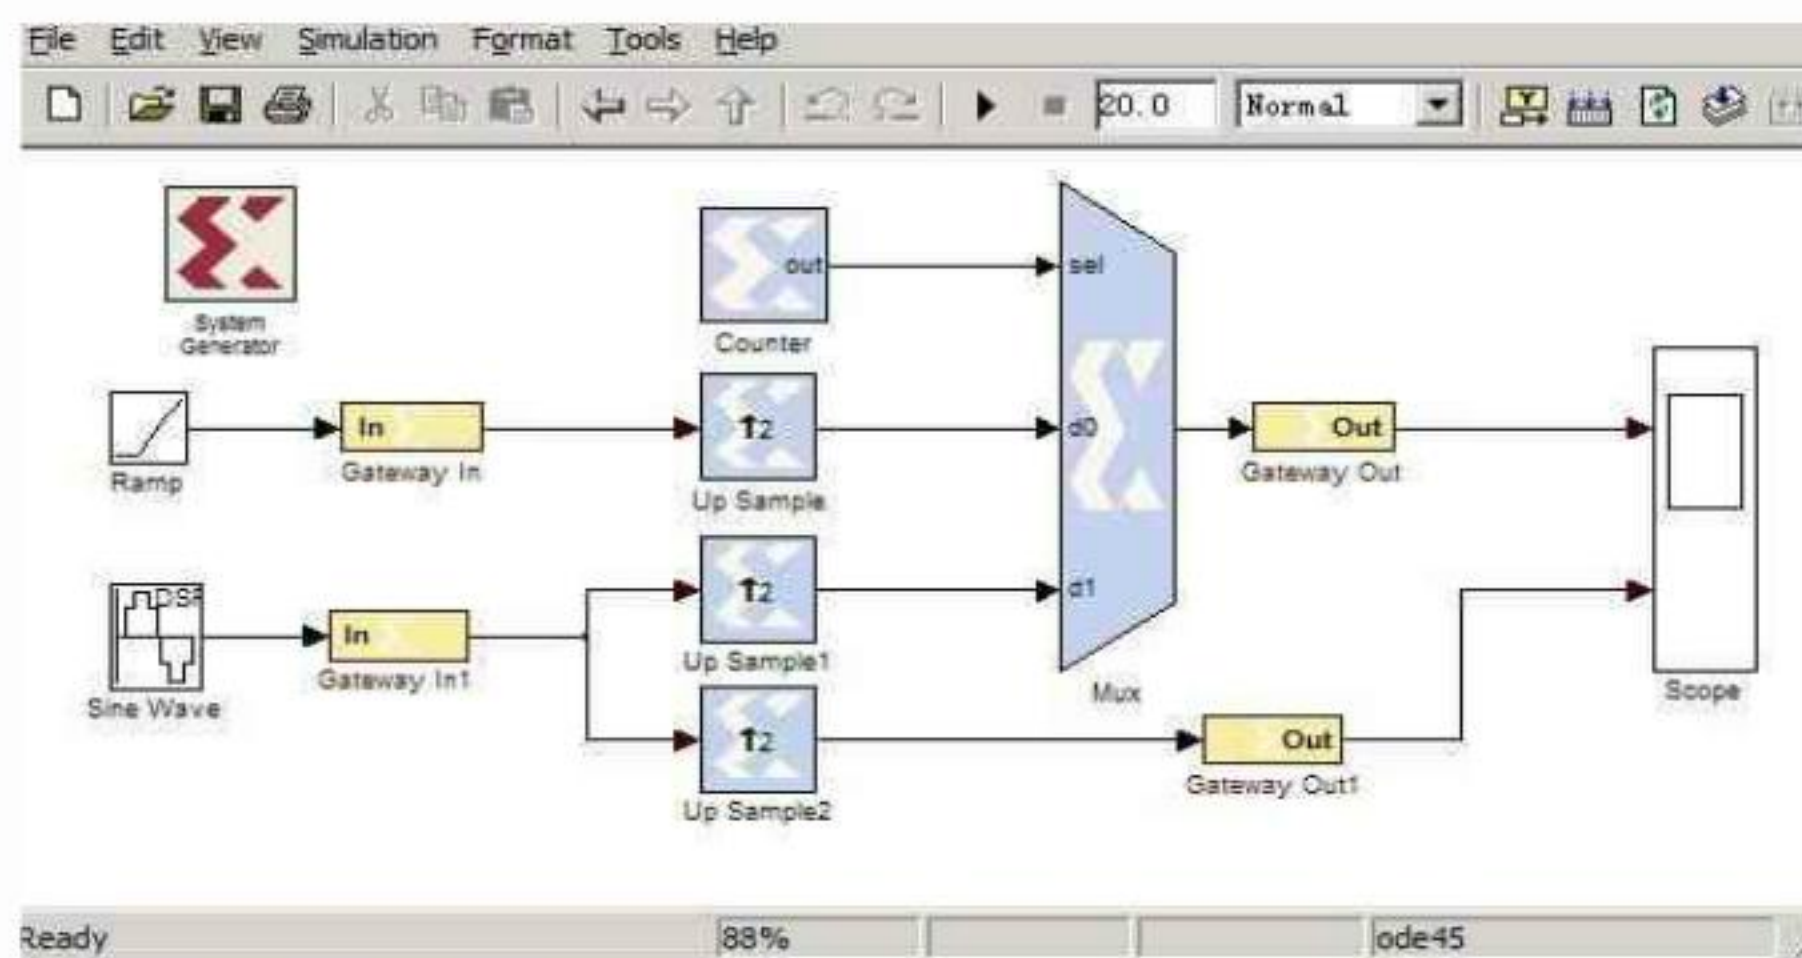 File Edit View Simulation Format Tools Help
20.0 Normal
System
Generator
out
sel
Counter
Ramp
In
Gateway In
↑2
Up Sample
d0
Out
Gateway Out
DSP
Sine Wave
In
Gateway In1
↑2
Up Sample1
d1
Mux
Scope
↑2
Up Sample2
Out
Gateway Out1
Ready 88% ode45